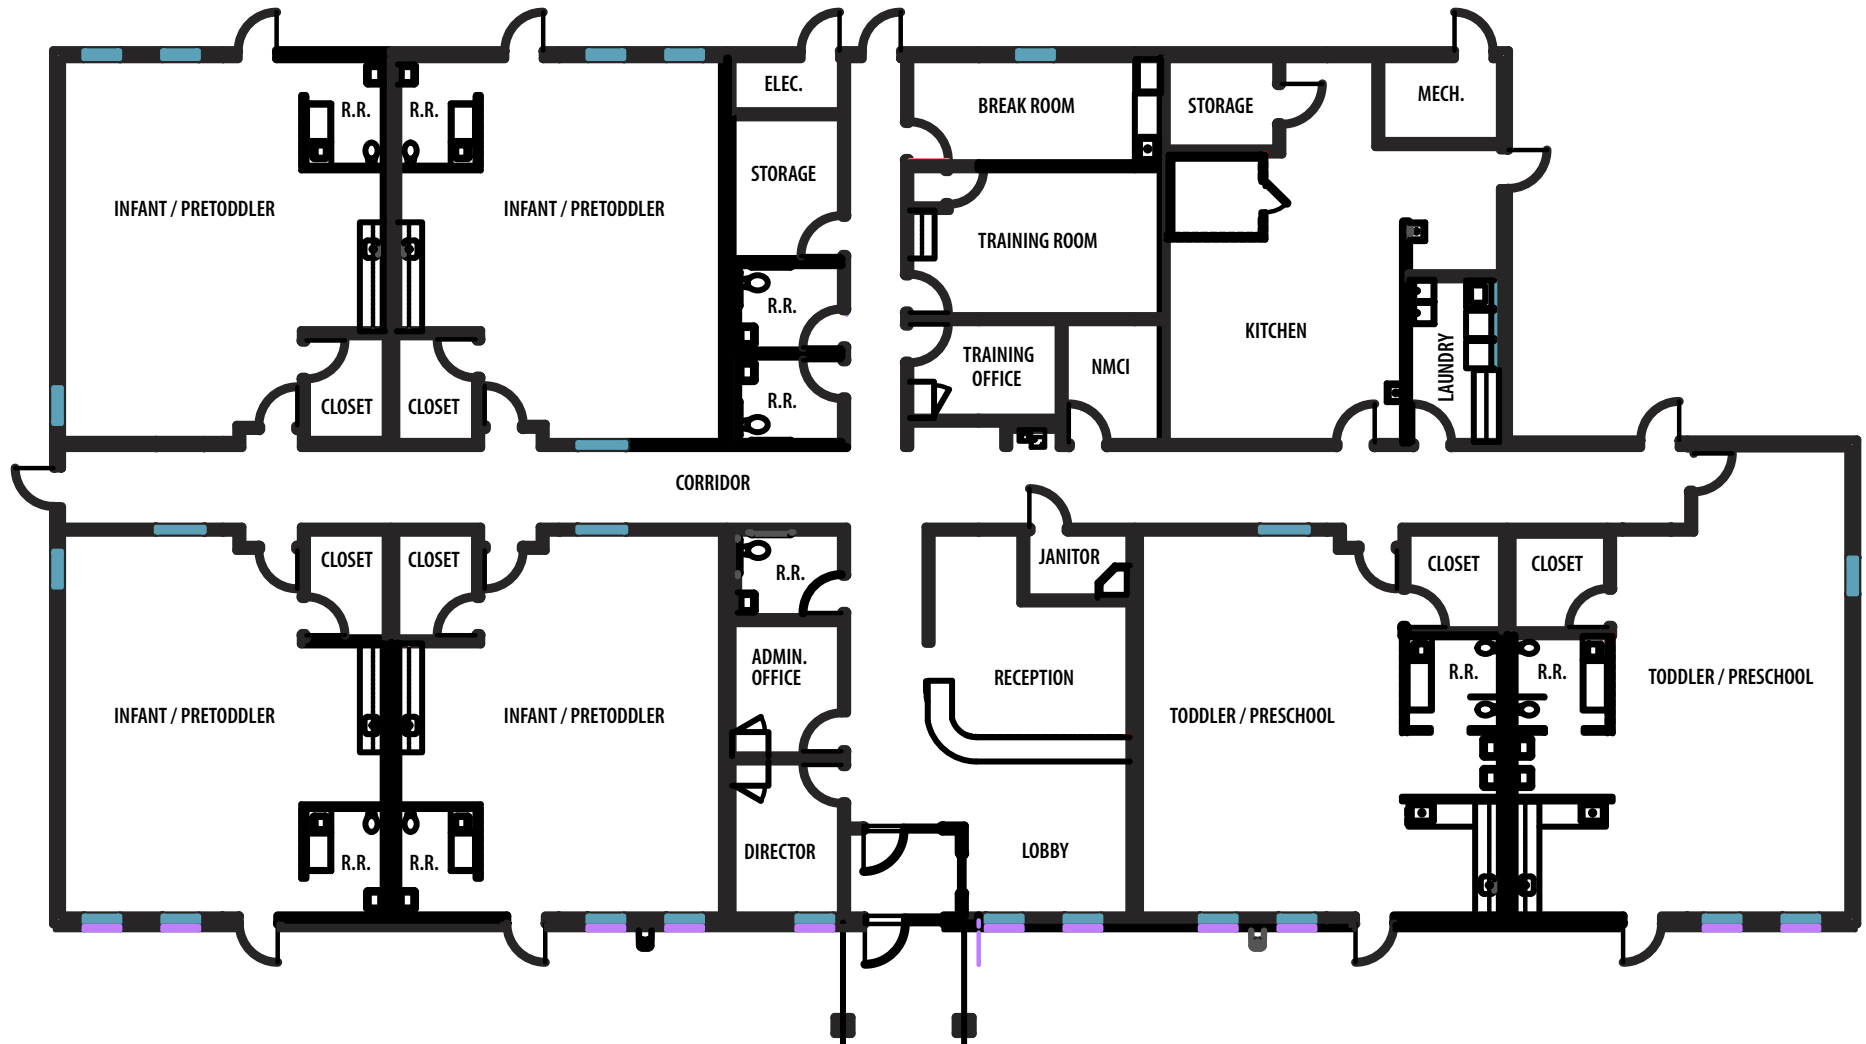 ELEC.
BREAK ROOM
STORAGE
MECH.
R.R.
R.R.
STORAGE
INFANT / PRETODDLER
INFANT / PRETODDLER
TRAINING ROOM
R.R.
KITCHEN
TRAINING
OFFICE
NMCI
LAUNDRY
CLOSET
CLOSET
R.R.
CORRIDOR
CLOSET
CLOSET
R.R.
JANITOR
CLOSET
CLOSET
ADMIN.
OFFICE
RECEPTION
R.R.
R.R.
TODDLER / PRESCHOOL
INFANT / PRETODDLER
INFANT / PRETODDLER
TODDLER / PRESCHOOL
R.R.
R.R.
DIRECTOR
LOBBY